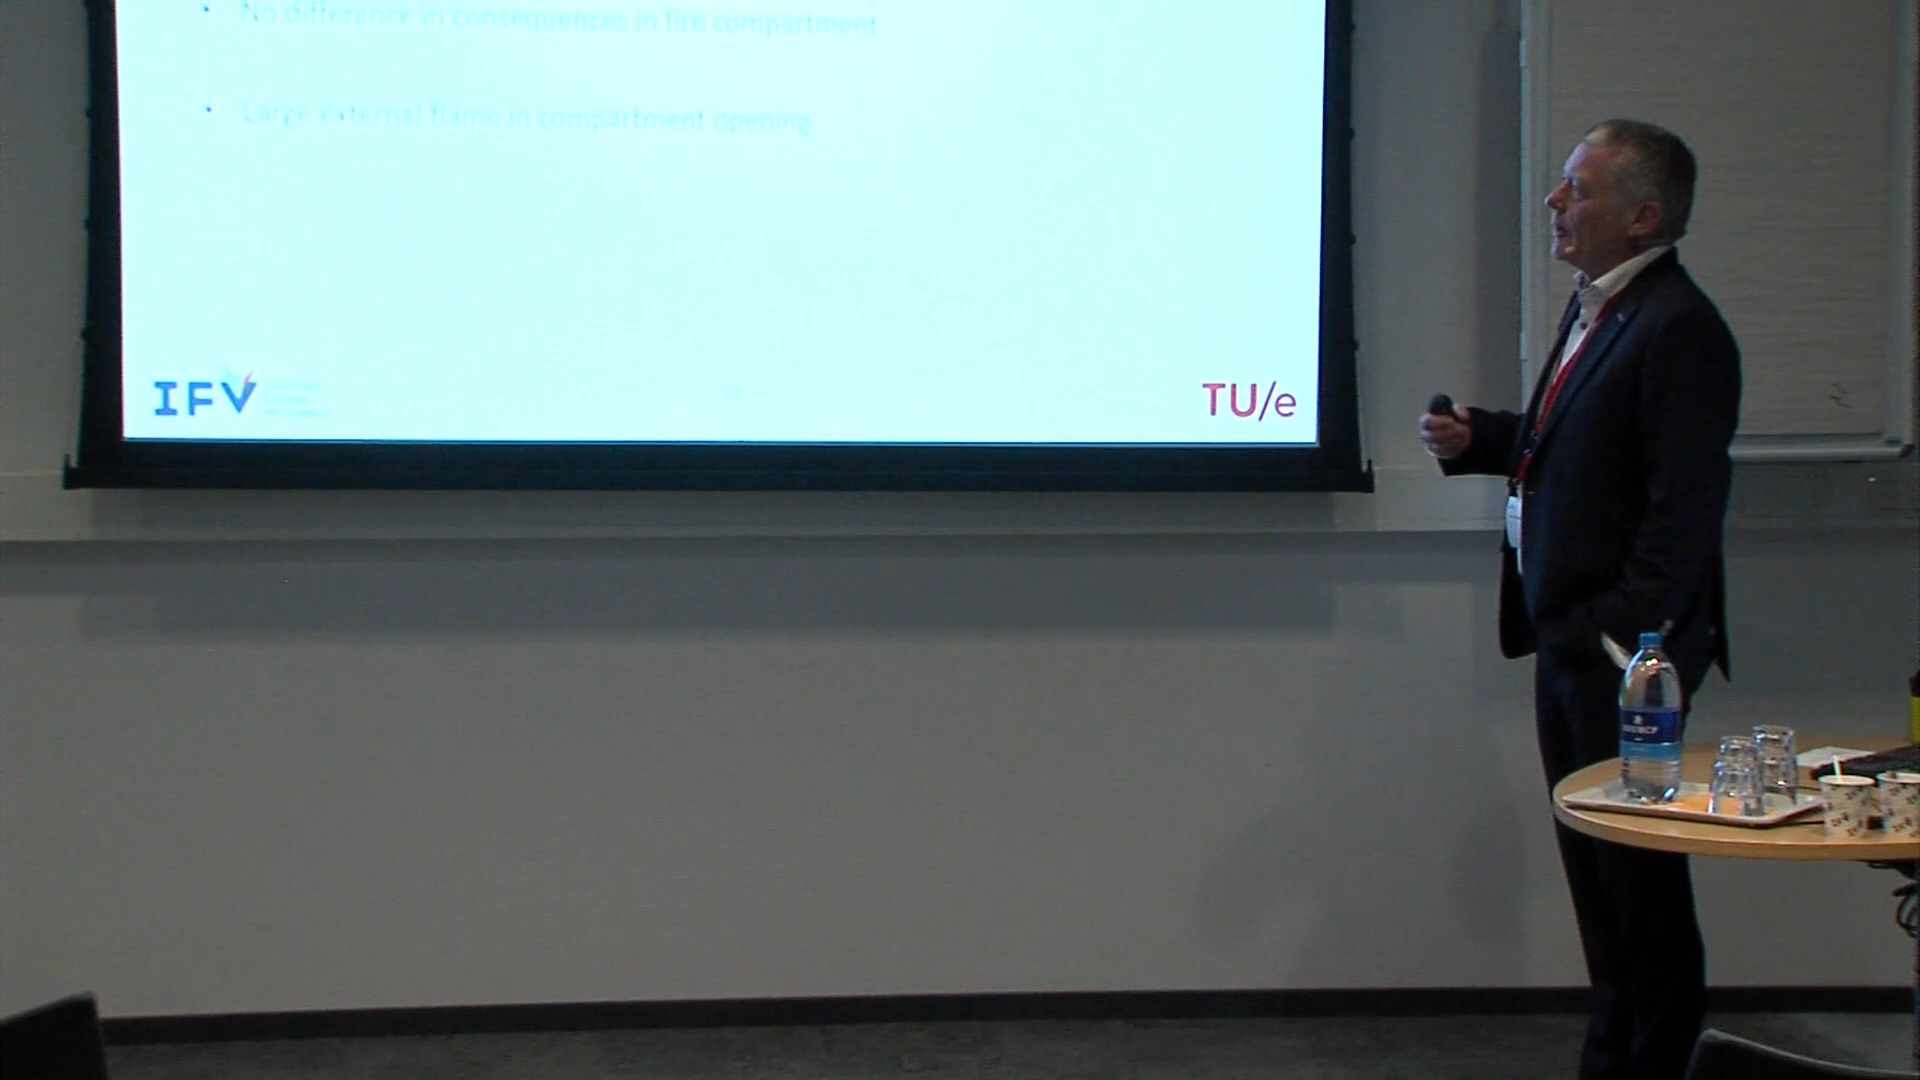 No difference in consequences in fire compartment
Large external flame in compartment opening
IFV
TU/e